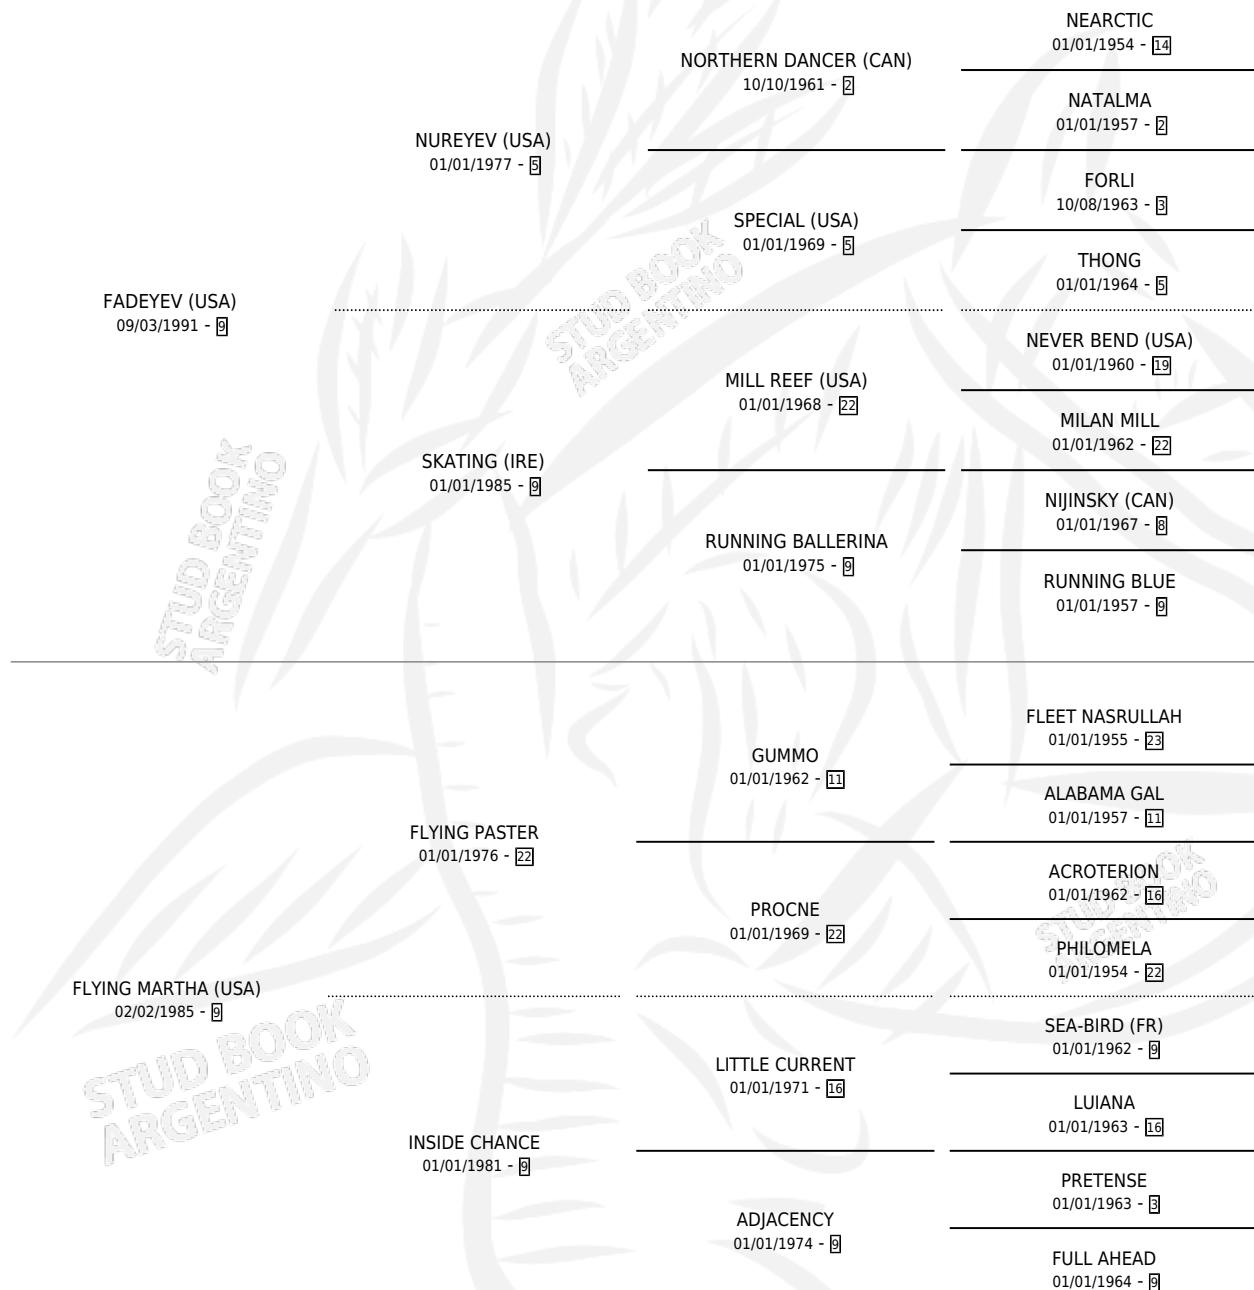 NEARCTIC
01/01/1954 - 14
NORTHERN DANCER (CAN)
10/10/1961 - 2
NATALMA
01/01/1957 - 2
NUREYEV (USA)
01/01/1977 - 5
FORLI
10/08/1963 - 3
SPECIAL (USA)
01/01/1969 - 5
THONG
01/01/1964 - 5
FADEYEV (USA)
09/03/1991 - 9
NEVER BEND (USA)
01/01/1960 - 19
MILL REEF (USA)
01/01/1968 - 22
MILAN MILL
01/01/1962 - 22
SKATING (IRE)
01/01/1985 - 9
NIJINSKY (CAN)
01/01/1967 - 8
RUNNING BALLERINA
01/01/1975 - 9
RUNNING BLUE
01/01/1957 - 9
FLEET NASRULLAH
01/01/1955 - 23
GUMMO
01/01/1962 - 11
ALABAMA GAL
01/01/1957 - 11
FLYING PASTER
01/01/1976 - 22
ACROTERION
01/01/1962 - 16
PROCNE
01/01/1969 - 22
PHILOMELA
01/01/1954 - 22
FLYING MARTHA (USA)
02/02/1985 - 9
SEA-BIRD (FR)
01/01/1962 - 9
LITTLE CURRENT
01/01/1971 - 16
LUIANA
01/01/1963 - 16
INSIDE CHANCE
01/01/1981 - 9
PRETENSE
01/01/1963 - 3
ADJACENCY
01/01/1974 - 9
FULL AHEAD
01/01/1964 - 9
STUD BOOK
ARGENTINO
STUD BOOK
ARGENTINO
STUD BOOK
ARGENTINO
STUD BOOK
ARGENTINO